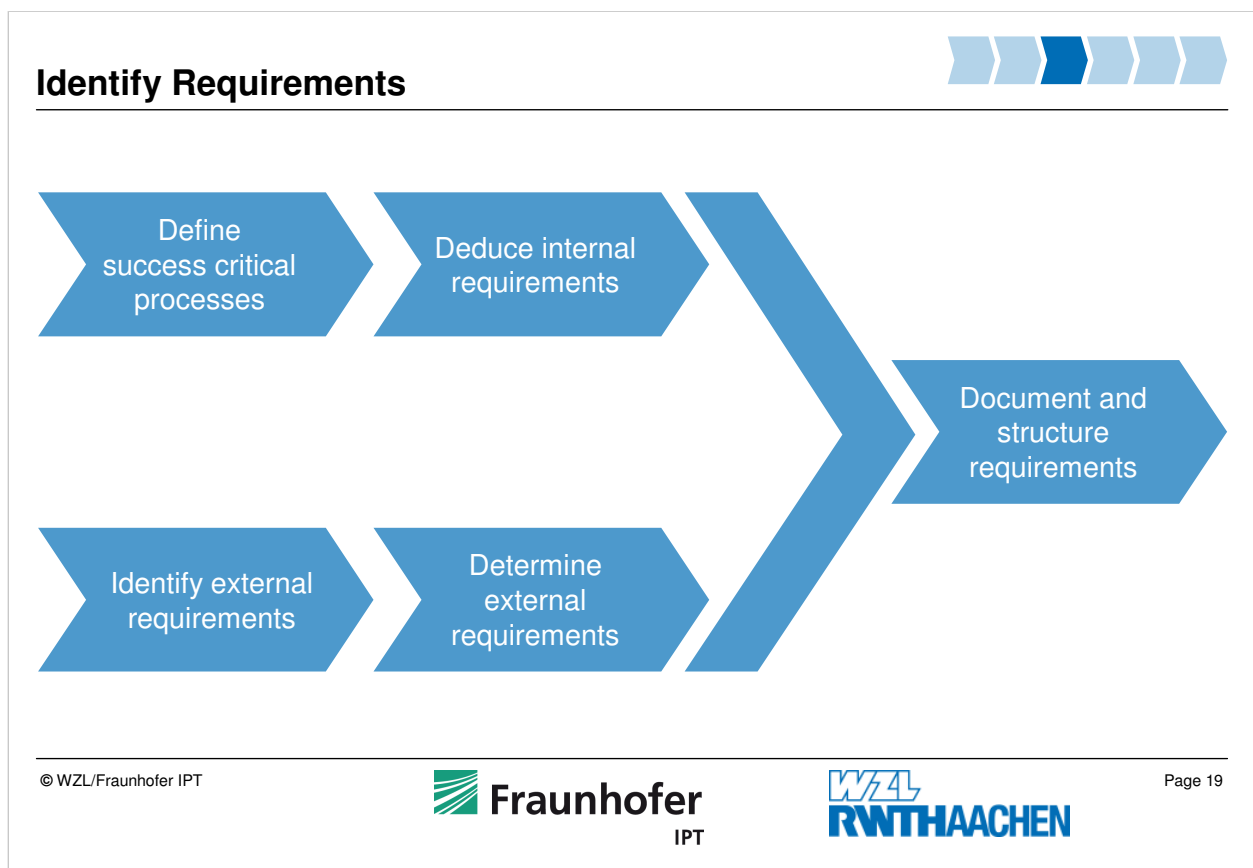 Identify Requirements
Define
success critical
processes
Deduce internal
requirements
Document and
structure
requirements
Identify external
requirements
Determine
external
requirements
© WZL/Fraunhofer IPT
Fraunhofer
IPT
WZL
RWTHAACHEN
Page 19